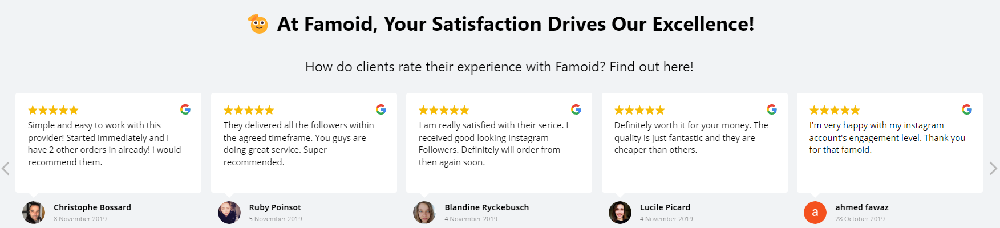 At Famoid, Your Satisfaction Drives Our Excellence!
How do clients rate their experience with Famoid? Find out here!
Simple and easy to work with this
provider! Started immediately and I
have 2 other orders in already! i would
recommend them.
Christophe Bossard
8 November 2019
They delivered all the followers within
the agreed timeframe. You guys are
doing great service. Super
recommended.
Ruby Poinsot
5 November 2019
I am really satisfied with their serice. I
received good looking Instagram
Followers. Definitely will order from
then again soon.
Blandine Ryckebusch
4 November 2019
Definitely worth it for your money. The
quality is just fantastic and they are
cheaper than others.
Lucile Picard
4 November 2019
I'm very happy with my instagram
account's engagement level. Thank you
for that famoid.
a
ahmed fawaz
28 October 2019